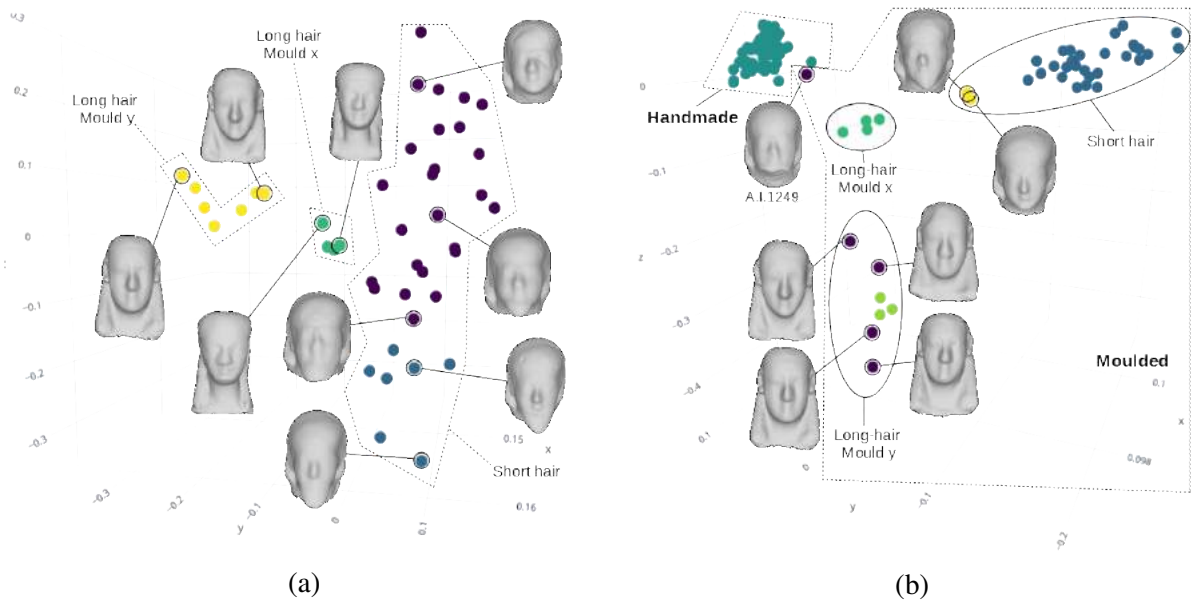 Long hair
Mould x
Long hair
Mould y
0.2
0.1
0
-0.1
-0.2
-0.3
-0.3
-0.2
y
-0.1
0
0.1
0.15
x
0.16
Short hair
(a)
0
Handmade
-0.1
A.I.1249
Long-hair
Mould x
Short hair
z
-0.2
-0.3
-0.4
Moulded
0.1
x
0.098
Long-hair
Mould y
0.1
0
y
-0.1
-0.2
(b)